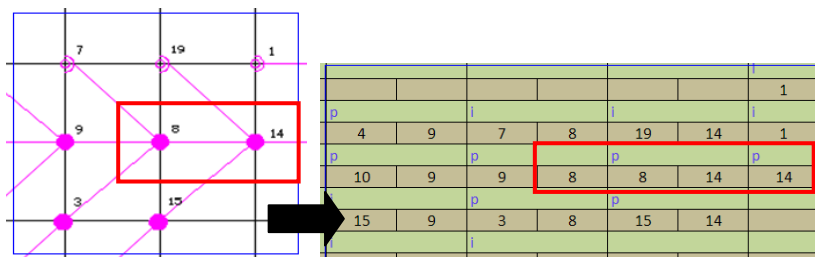 7 19 1
9 8 14
3 15
i
1
p i i i
4 9 7 8 19 14 1
p p p p
10 9 9 8 8 14 14
i p p
15 9 3 8 15 14
i i